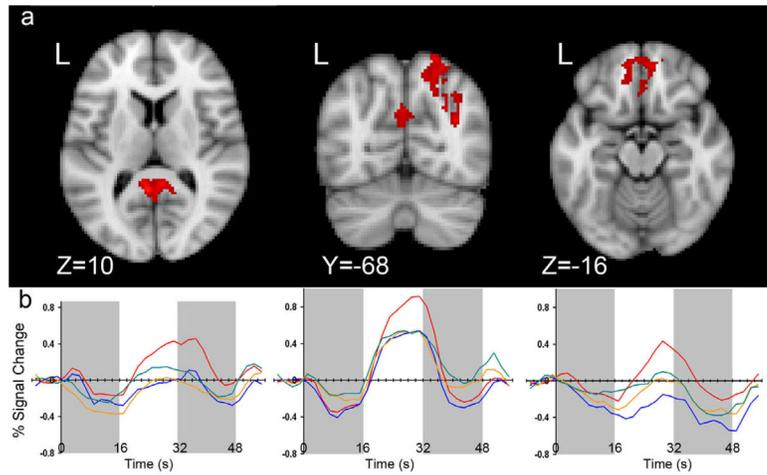 a
L L L
Z=10 Y=-68 Z=-16
b
% Signal Change
0.8 0.8 0.8
0.4 0.4 0.4
-0 -0 -0
-0.4 -0.4 -0.4
-0.8 -0.8 -0.8
0 16 32 48 0 16 32 48 0 16 32 48
Time (s) Time (s) Time (s)